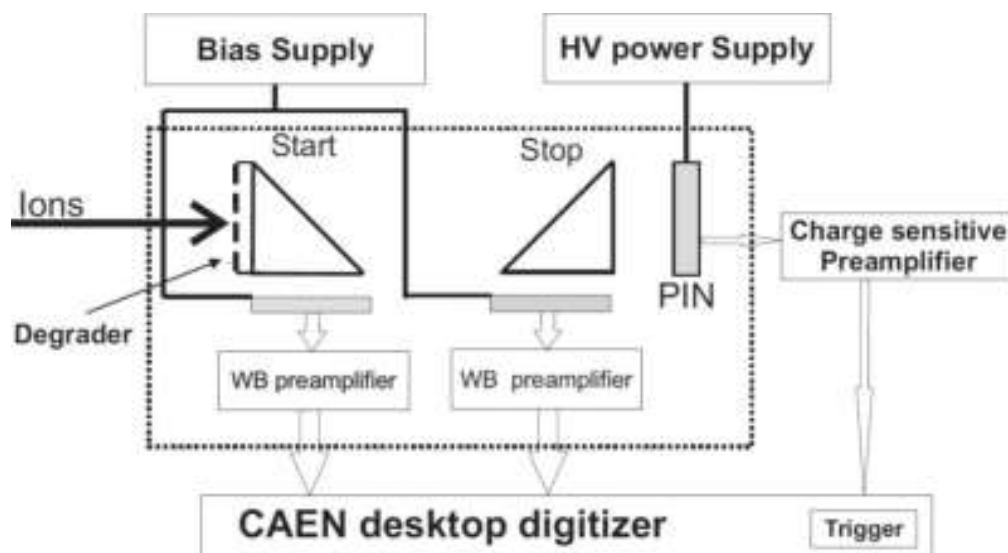 Bias Supply
HV power Supply
Start
Stop
Ions
Charge sensitive
Preamplifier
PIN
Degrader
WB preamplifier
WB preamplifier
CAEN desktop digitizer
Trigger